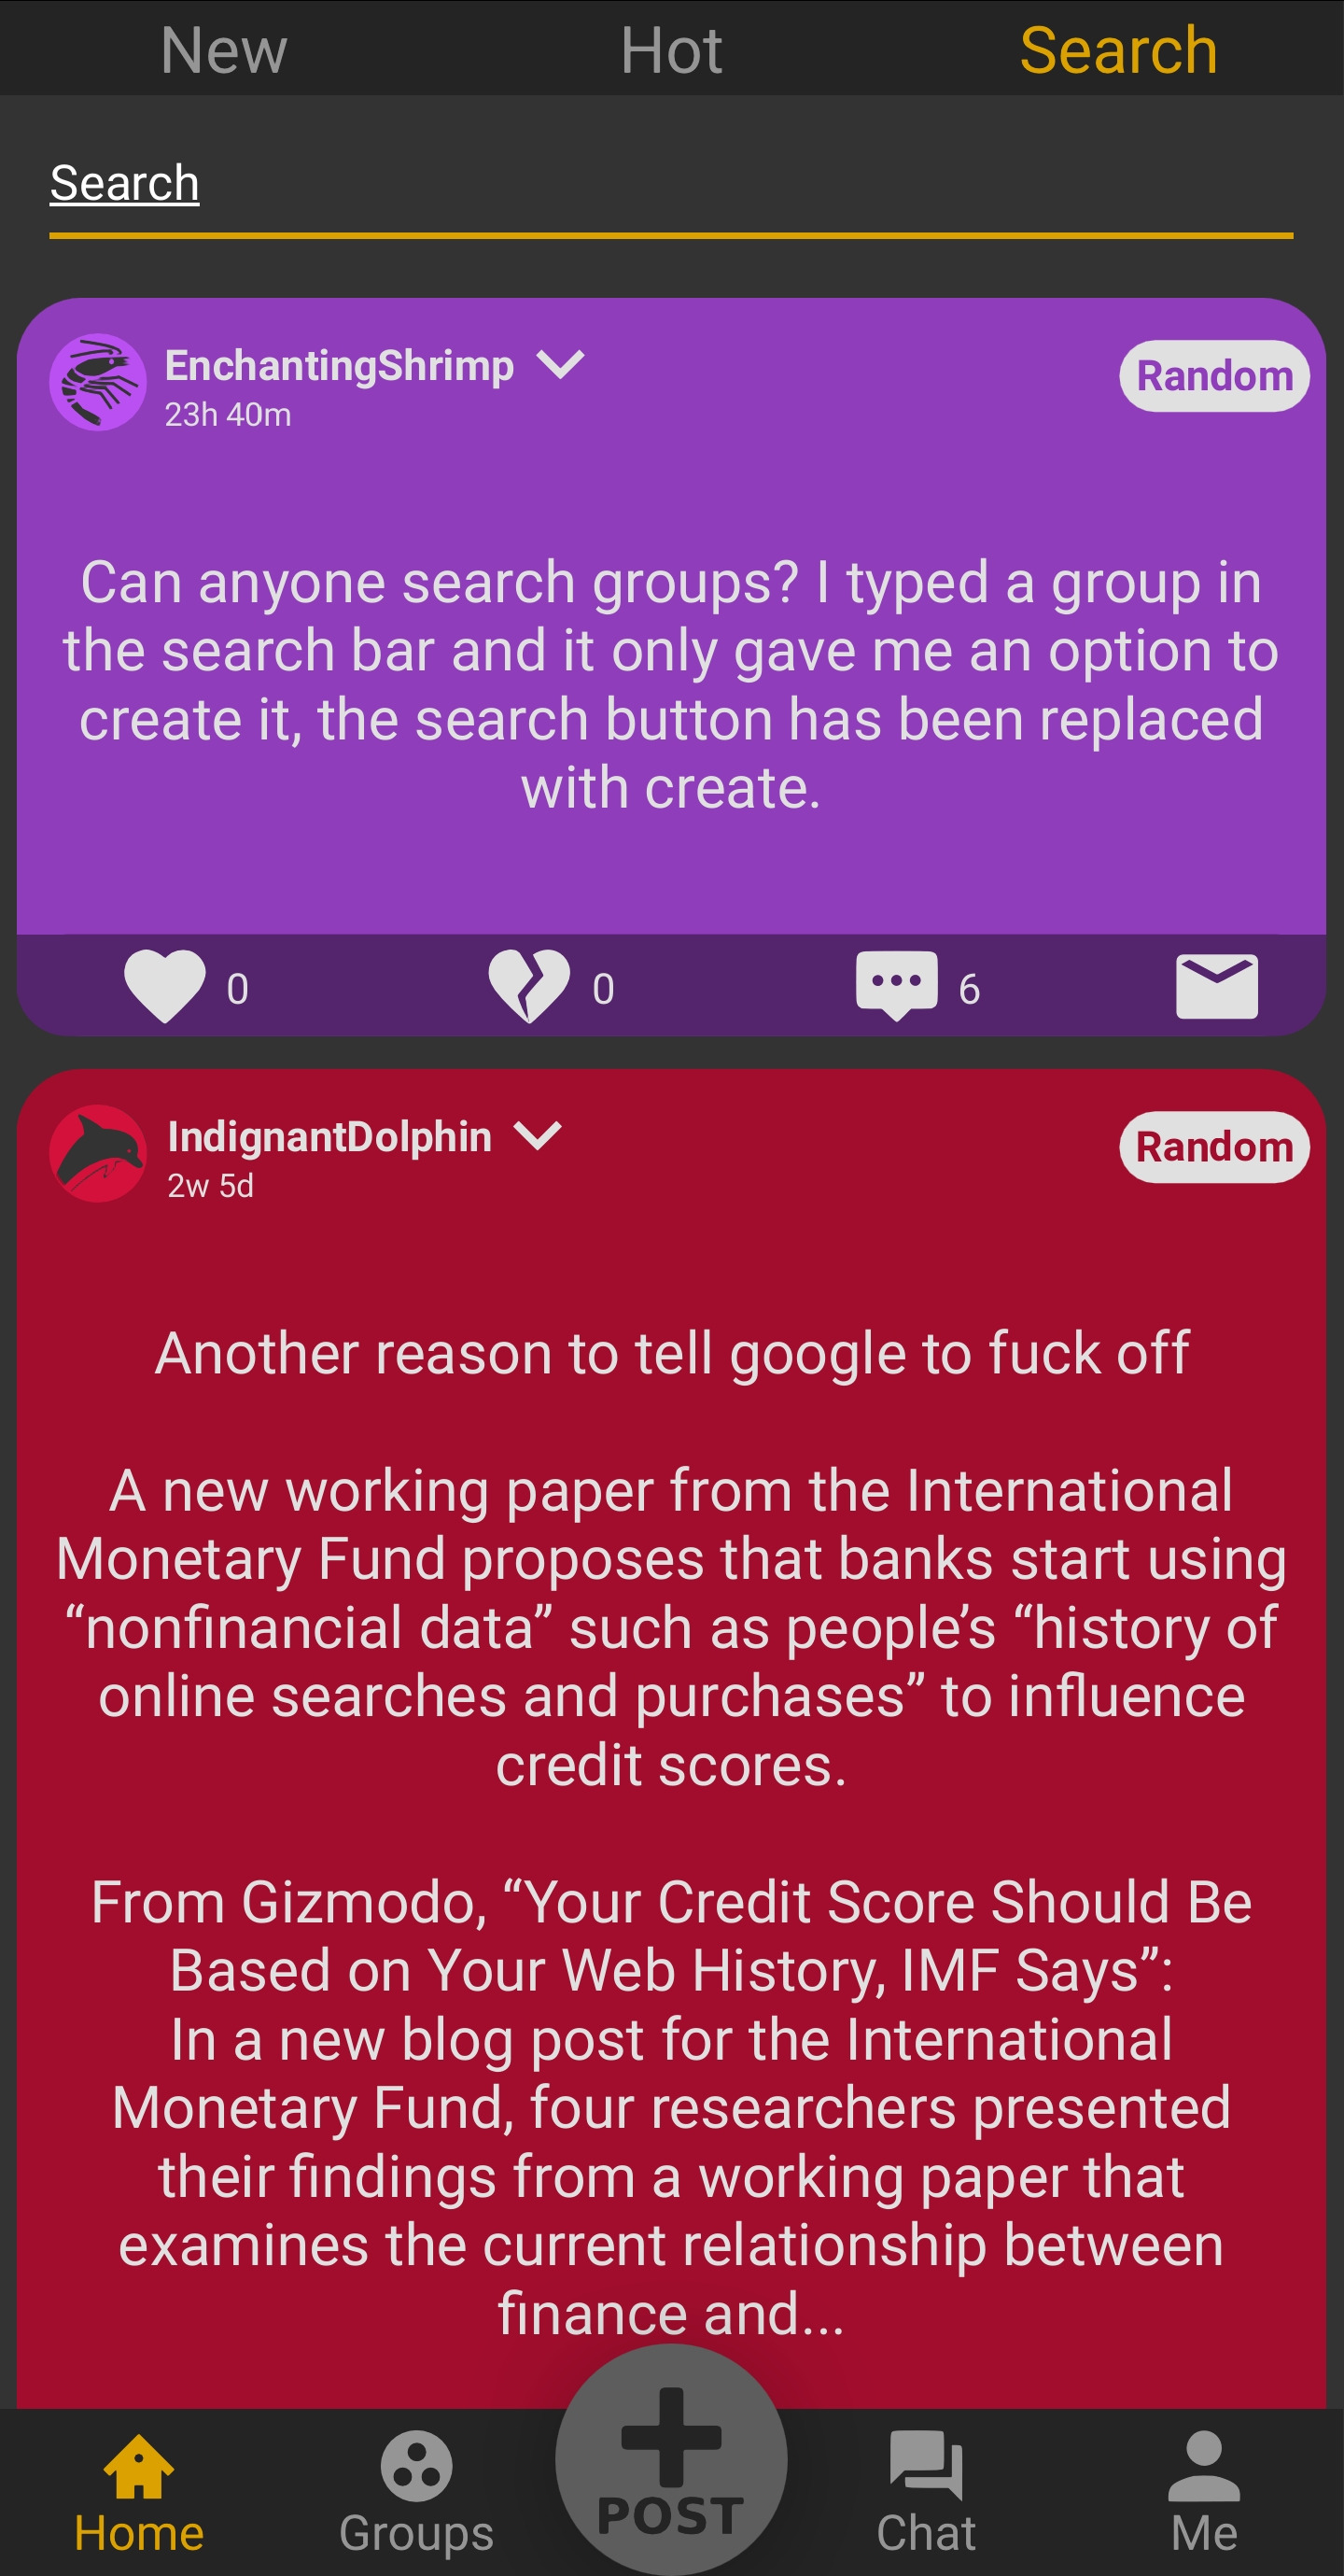 New
Hot
Search
Search
EnchantingShrimp
23h 40m
Random
Can anyone search groups? I typed a group in
the search bar and it only gave me an option to
create it, the search button has been replaced
with create.
0
0
6
IndignantDolphin
2w 5d
Random
Another reason to tell google to fuck off
A new working paper from the International
Monetary Fund proposes that banks start using
“nonfinancial data” such as people’s “history of
online searches and purchases” to influence
credit scores.
From Gizmodo, “Your Credit Score Should Be
Based on Your Web History, IMF Says”:
In a new blog post for the International
Monetary Fund, four researchers presented
their findings from a working paper that
examines the current relationship between
finance and...
Home
Groups
POST
Chat
Me